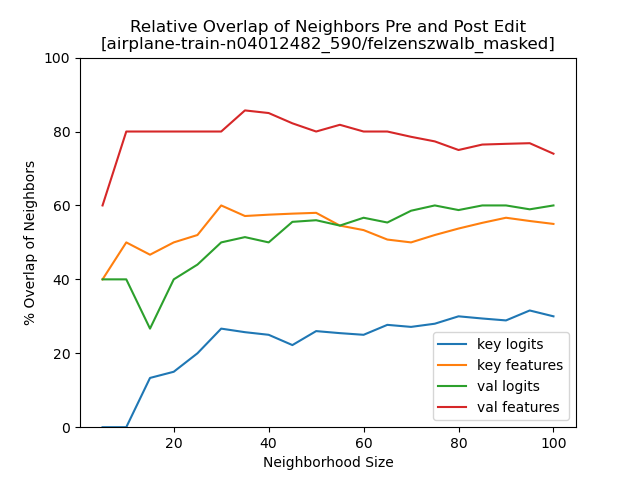 Relative Overlap of Neighbors Pre and Post Edit
[airplane-train-n04012482_590/felzenszwalb_masked]
100
80
60
40
20
0
% Overlap of Neighbors
20 40 60 80 100
Neighborhood Size
key logits
key features
val logits
val features